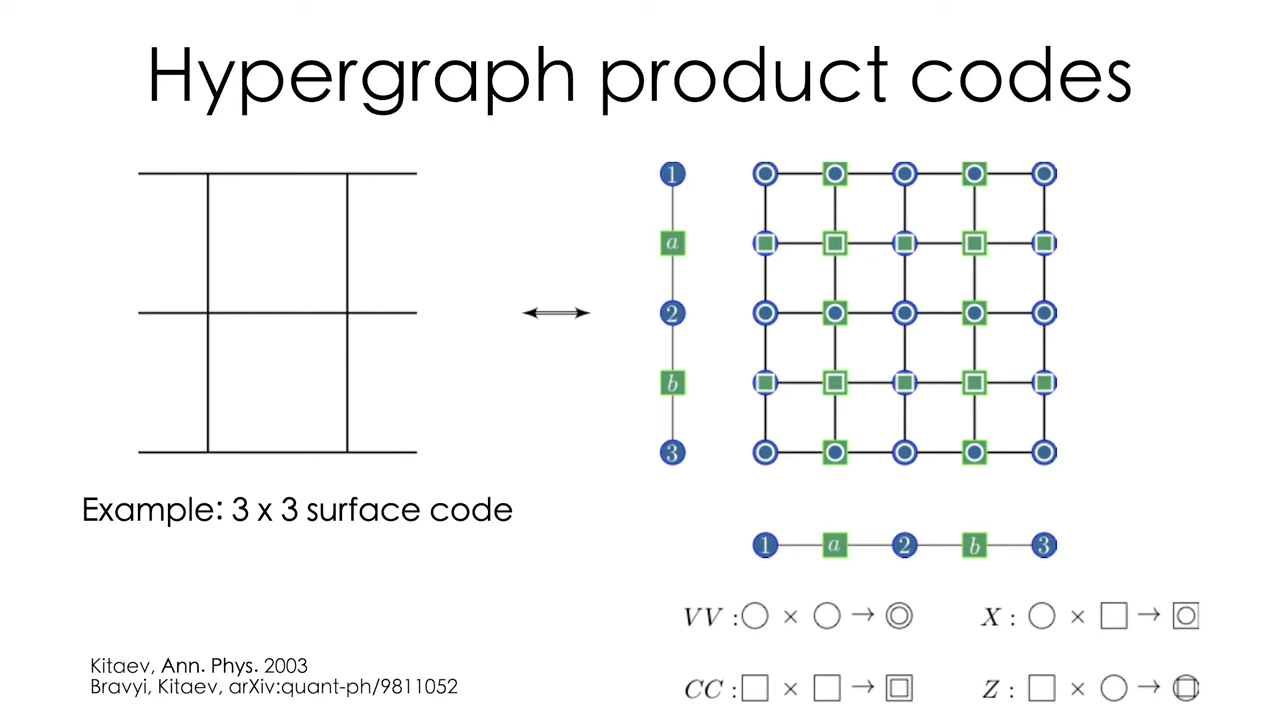 Hypergraph product codes
1
a
2
b
3
Example: 3 x 3 surface code
1 a 2 b 3
VV : ○ × ○ → ◎
X : ○ × □ →
CC : □ × □ →
Z : □ × ○ →
Kitaev, Ann. Phys. 2003
Bravyi, Kitaev, arXiv:quant-ph/9811052